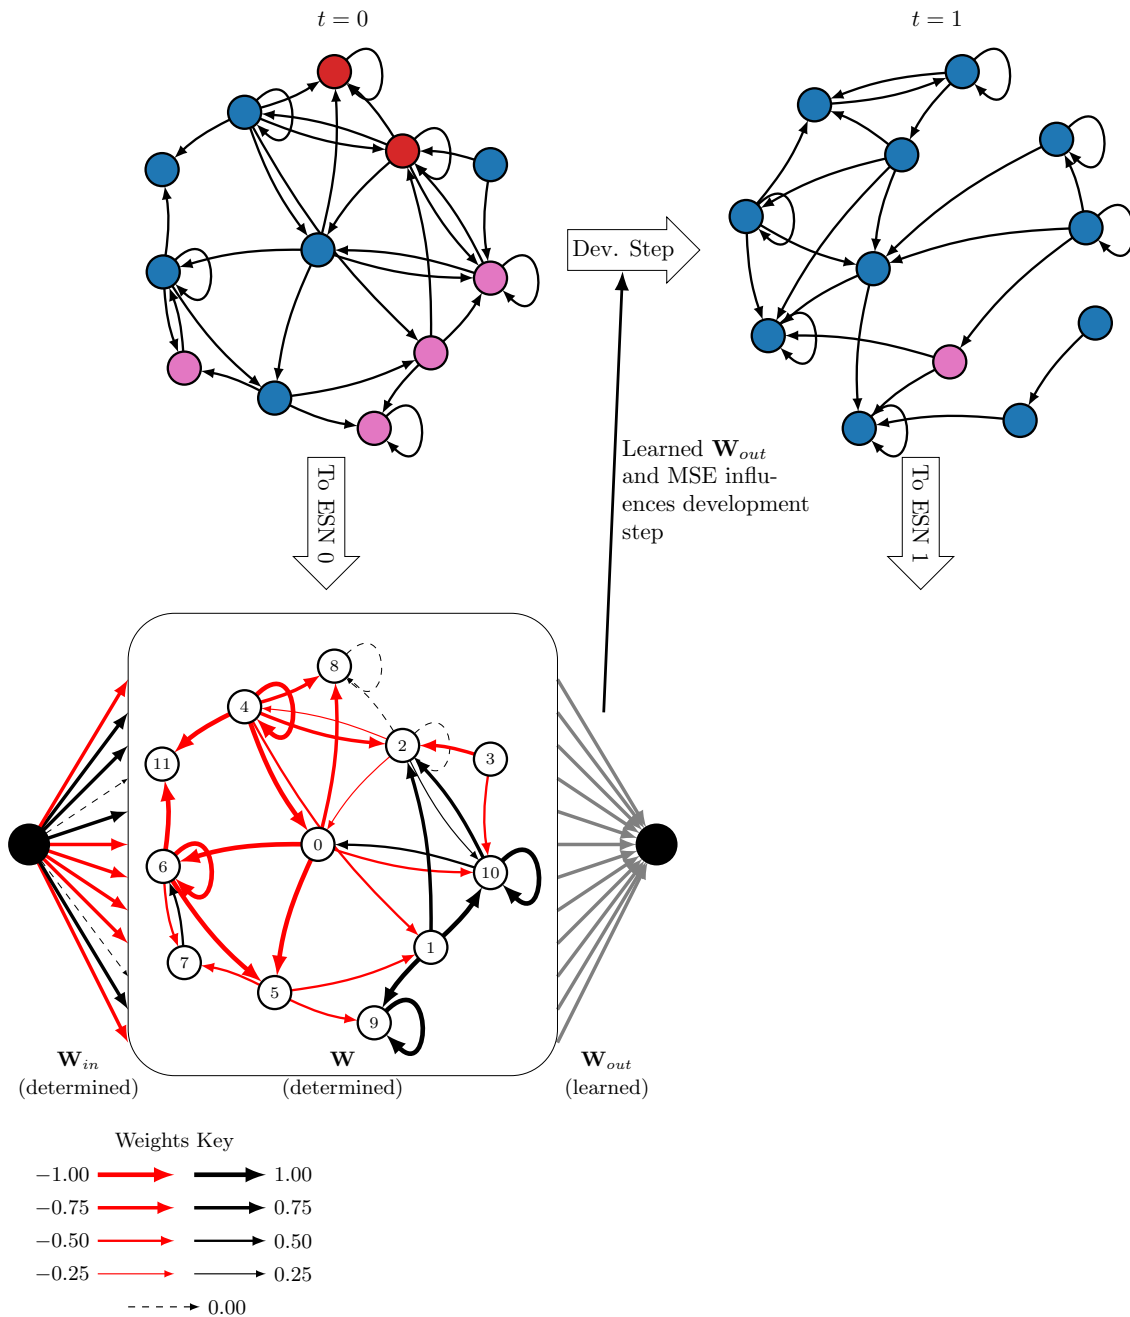 t = 0
t = 1
Dev. Step
Learned W_out
and MSE influ-
ences development
step
To ESN 0
To ESN 1
8
4
2
3
11
0
6
10
1
7
5
9
W_in
(determined)
W
(determined)
W_out
(learned)
Weights Key
−1.00 1.00
−0.75 0.75
−0.50 0.50
−0.25 0.25
0.00